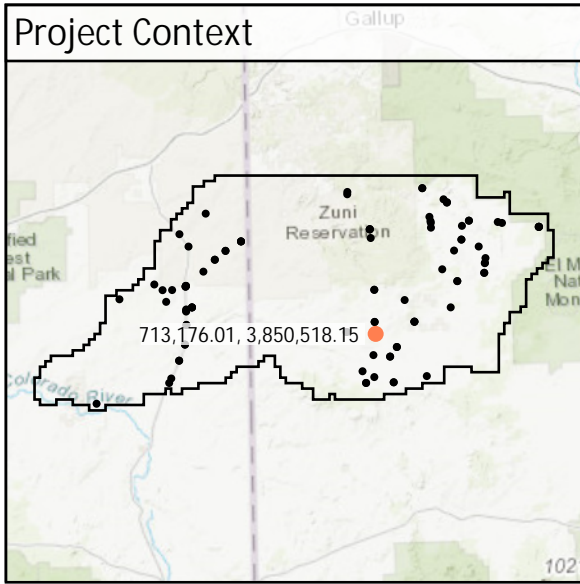 Project Context
Gallup
Zuni
Reservation
ified
est
l Park
El M
Nat
Mon
713,176.01, 3,850,518.15
Colorado River
102